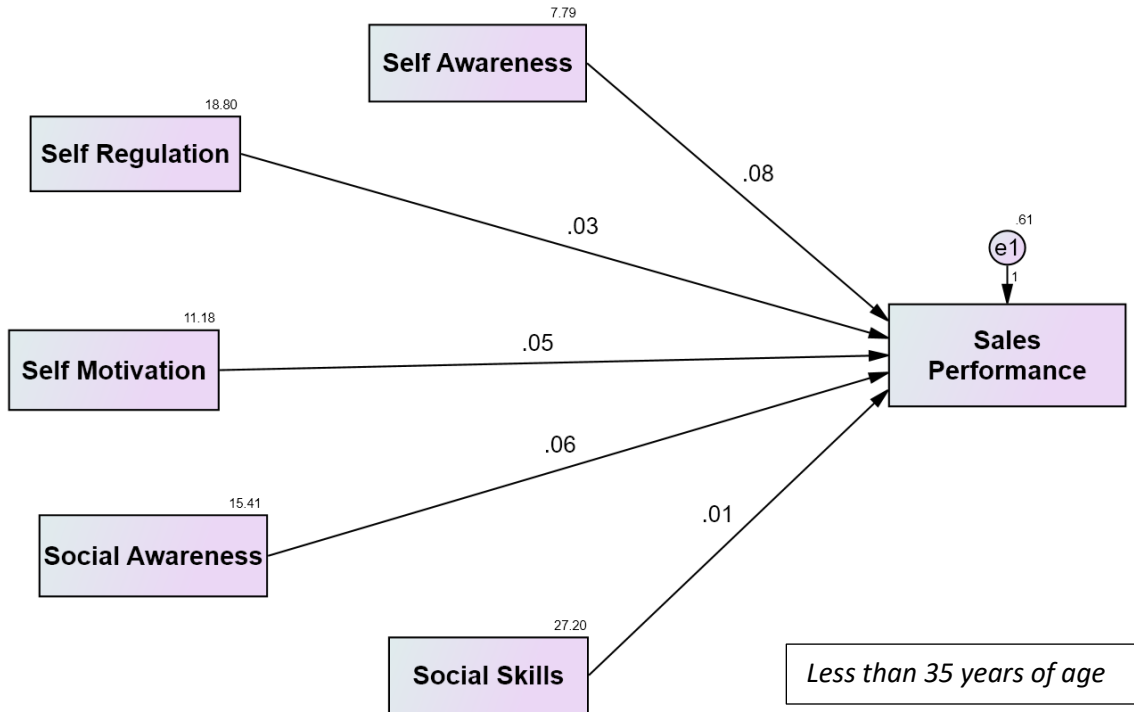 7.79
Self Awareness
18.80
Self Regulation
.08
.03
.61
e1
1
11.18
Self Motivation
.05
Sales
Performance
.06
15.41
Social Awareness
.01
27.20
Social Skills
Less than 35 years of age